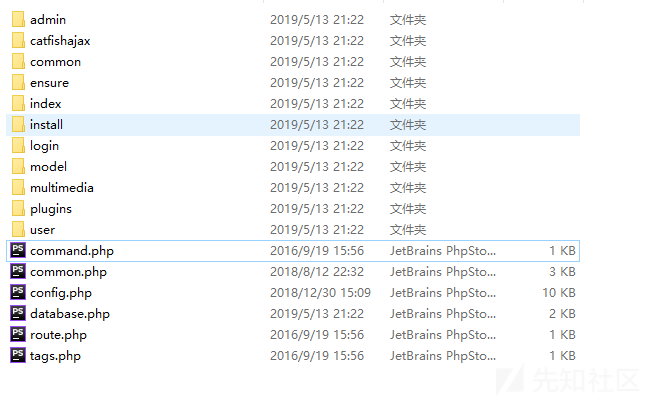 admin 2019/5/13 21:22 文件夹
catfishajax 2019/5/13 21:22 文件夹
common 2019/5/13 21:22 文件夹
ensure 2019/5/13 21:22 文件夹
index 2019/5/13 21:22 文件夹
install 2019/5/13 21:22 文件夹
login 2019/5/13 21:22 文件夹
model 2019/5/13 21:22 文件夹
multimedia 2019/5/13 21:22 文件夹
plugins 2019/5/13 21:22 文件夹
user 2019/5/13 21:22 文件夹
PS command.php 2016/9/19 15:56 JetBrains PhpSto... 1 KB
PS common.php 2018/8/12 22:32 JetBrains PhpSto... 3 KB
PS config.php 2018/12/30 15:09 JetBrains PhpSto... 10 KB
PS database.php 2019/5/13 21:22 JetBrains PhpSto... 2 KB
PS route.php 2016/9/19 15:56 JetBrains PhpSto... 1 KB
PS tags.php 2016/9/19 15:56 JetBrains PhpSto... 1 KB
先知社区